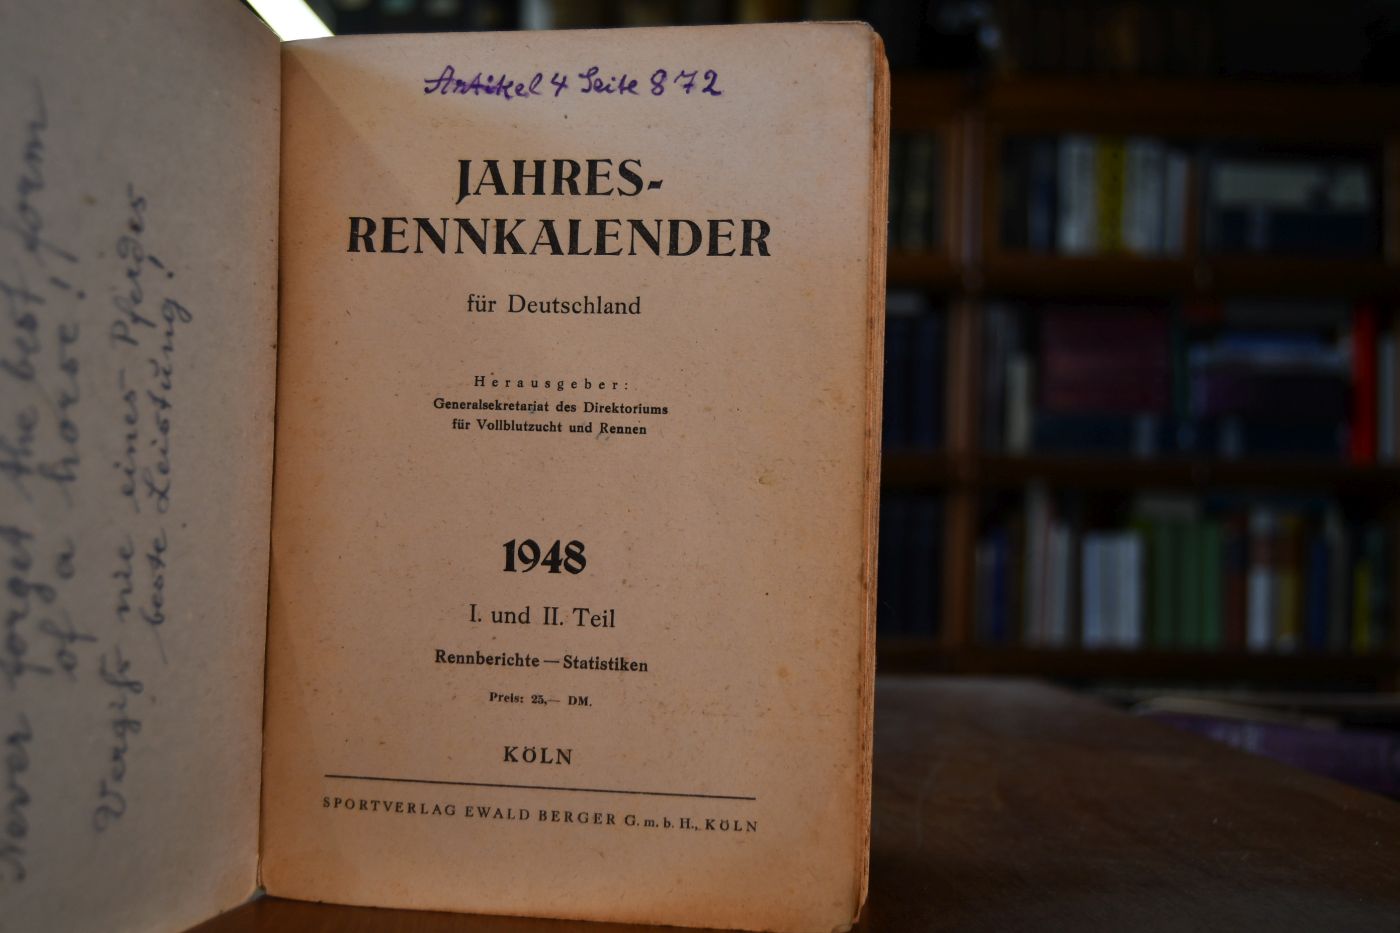 Never forget the best form
of a horse!
Vergiß nie eines Pferdes
beste Leistung!
Artikel 4 Seite 872
JAHRES-
RENNKALENDER
für Deutschland
Herausgeber:
Generalsekretariat des Direktoriums
für Vollblutzucht und Rennen
1948
I. und II. Teil
Rennberichte — Statistiken
Preis: 25,— DM.
KÖLN
SPORTVERLAG EWALD BERGER G.m.b.H., KÖLN